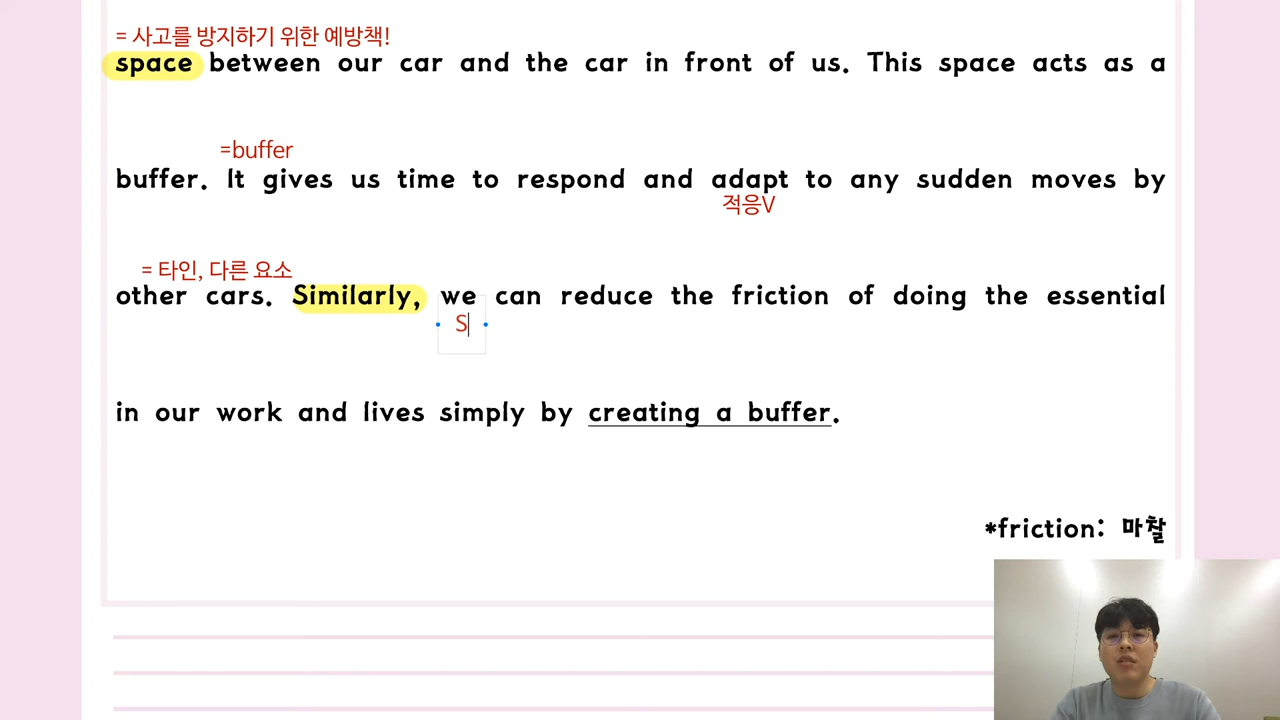 = 사고를 방지하기 위한 예방책!
space between our car and the car in front of us. This space acts as a
=buffer
buffer. It gives us time to respond and adapt to any sudden moves by
적응V
= 타인, 다른 요소
other cars. Similarly, we can reduce the friction of doing the essential
S
in our work and lives simply by creating a buffer.
*friction: 마찰